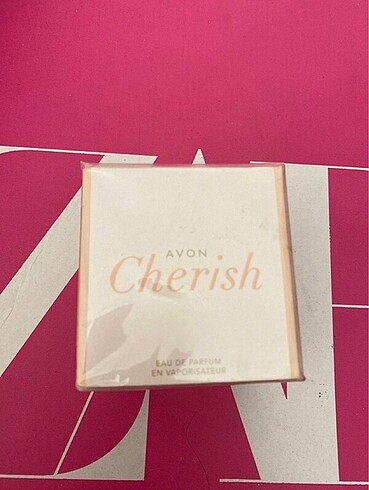 AVON
Cherish
EAU DE PARFUM
EN VAPORISATEUR